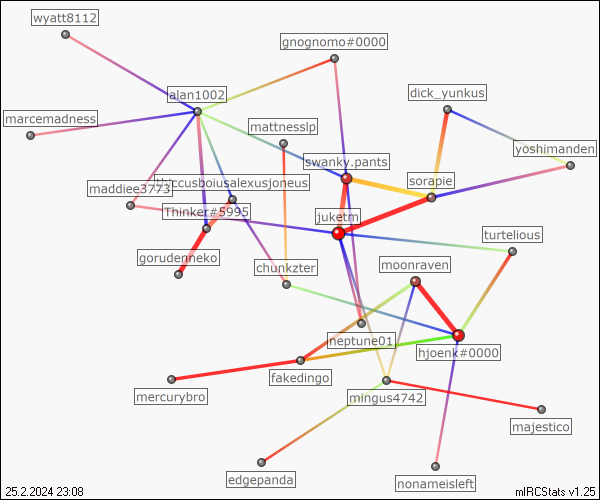 wyatt8112
gnognomo#0000
alan1002
dick_yunkus
marcemadness
mattnesslp
yoshimanden
swanky.pants
sorapie
thiccusboiusalexusjoneus
maddiee3773
Thinker#5995
juketm
turtelious
gorudenneko
chunkzter
moonraven
neptune01
hjoenk#0000
fakedingo
mercurybro
mingus4742
majestico
edgepanda
nonameisleft
25.2.2024 23:08
mIRCStats v1.25